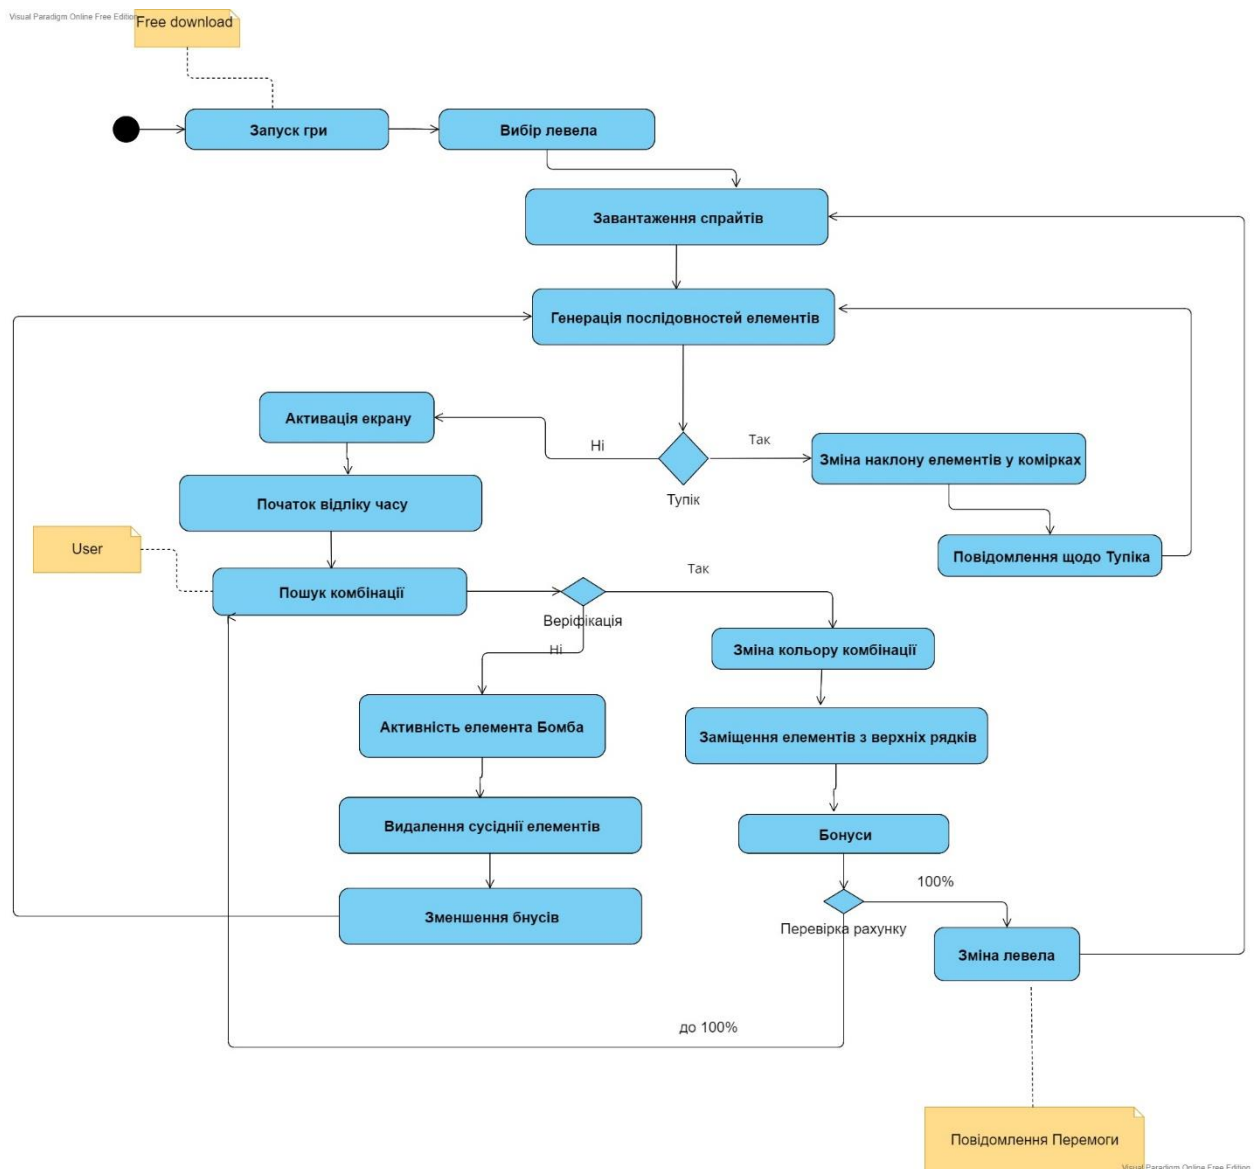 Visual Paradigm Online Free Edition
Free download
Запуск гри
Вибір левела
Завантаження спрайтів
Генерація послідовностей елементів
Активація екрану
Ні
Так
Тупік
Зміна наклону елементів у комірках
Початок відліку часу
Повідомлення щодо Тупіка
User
Пошук комбінації
Так
Веріфікація
Ні
Зміна кольору комбінації
Активність елемента Бомба
Заміщення елементів з верхніх рядків
Видалення сусідніі елементів
Бонуси
100%
Зменшення бнусів
Перевірка рахунку
Зміна левела
до 100%
Повідомлення Перемоги
Visual Paradigm Online Free Edition